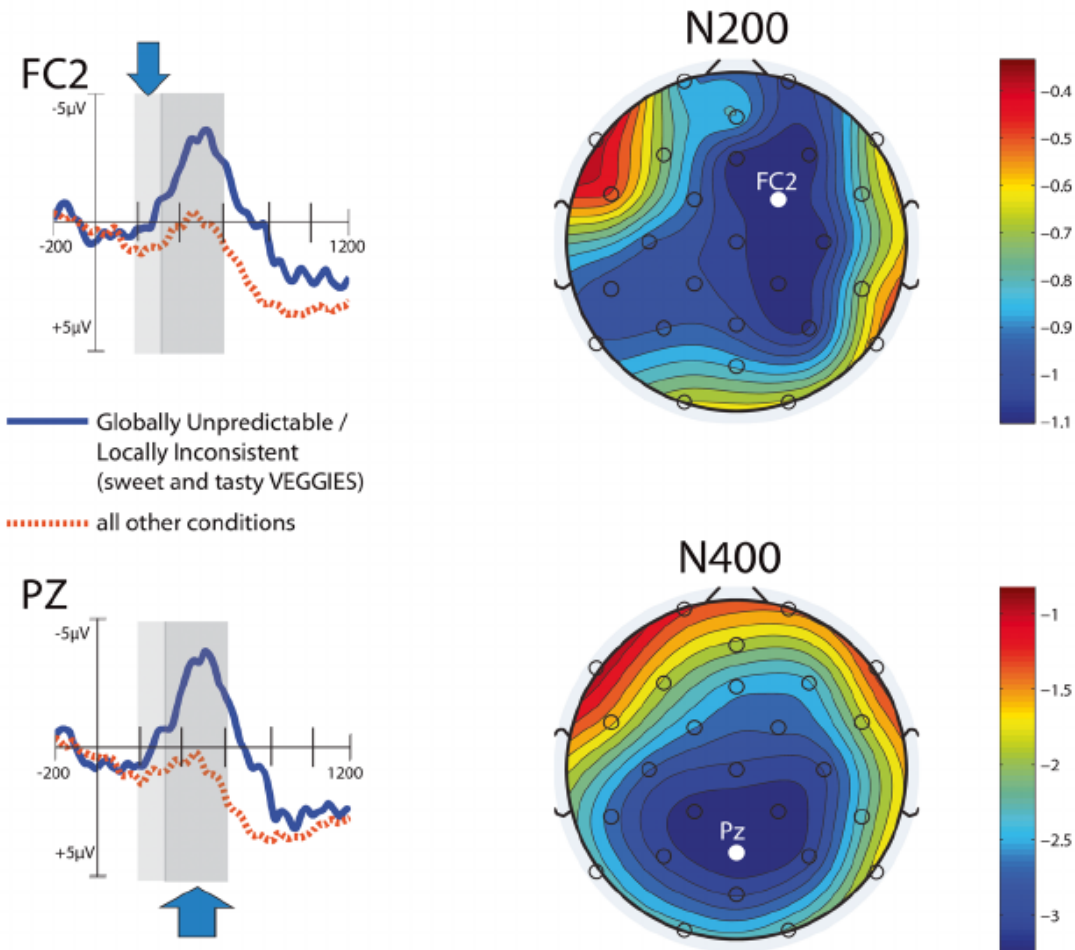 N200
FC2
-5μV
-200
1200
+5μV
FC2
−0.4
−0.5
−0.6
−0.7
−0.8
−0.9
−1
−1.1
Globally Unpredictable /
Locally Inconsistent
(sweet and tasty VEGGIES)
all other conditions
N400
PZ
-5μV
-200
1200
+5μV
Pz
−1
−1.5
−2
−2.5
−3